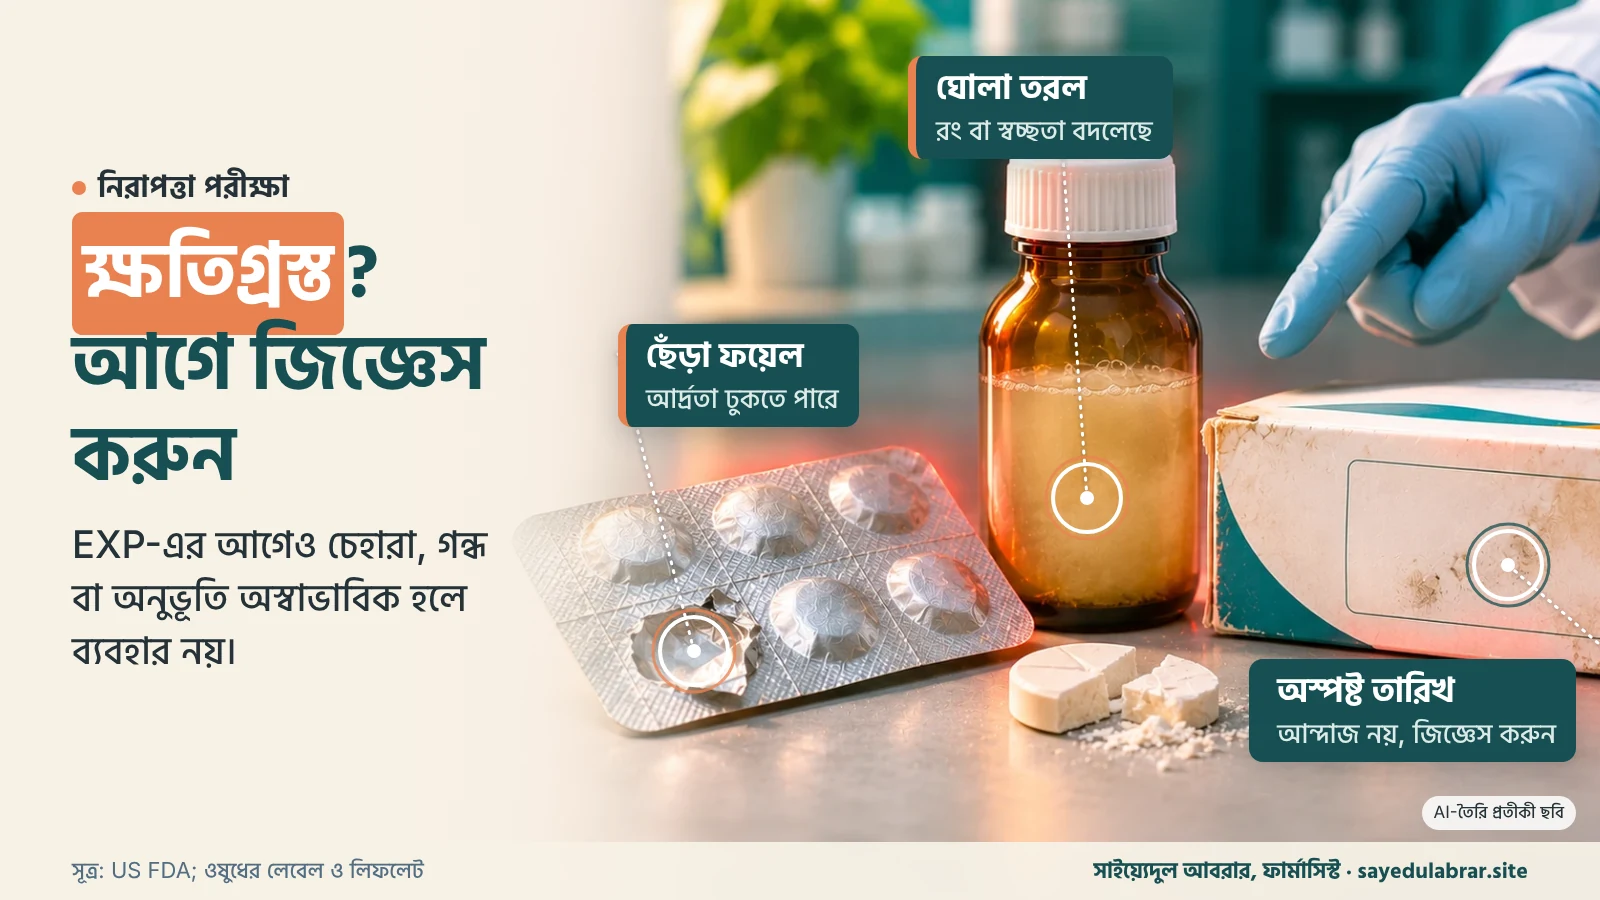 নিরাপত্তা পরীক্ষা
ক্ষতিগ্রস্ত?
আগে জিজ্ঞেস
করুন
EXP-এর আগেও চেহারা, গন্ধ
বা অনুভূতি অস্বাভাবিক হলে
ব্যবহার নয়।
ঘোলা তরল
রং বা স্বচ্ছতা বদলেছে
ছেঁড়া ফয়েল
আর্দ্রতা ঢুকতে পারে
অস্পষ্ট তারিখ
আন্দাজ নয়, জিজ্ঞেস করুন
AI-তৈরি প্রতীকী ছবি
সূত্র: US FDA; ওষুধের লেবেল ও লিফলেট
সাইয়্যেদুল আবরার, ফার্মাসিস্ট · sayedulabrar.site